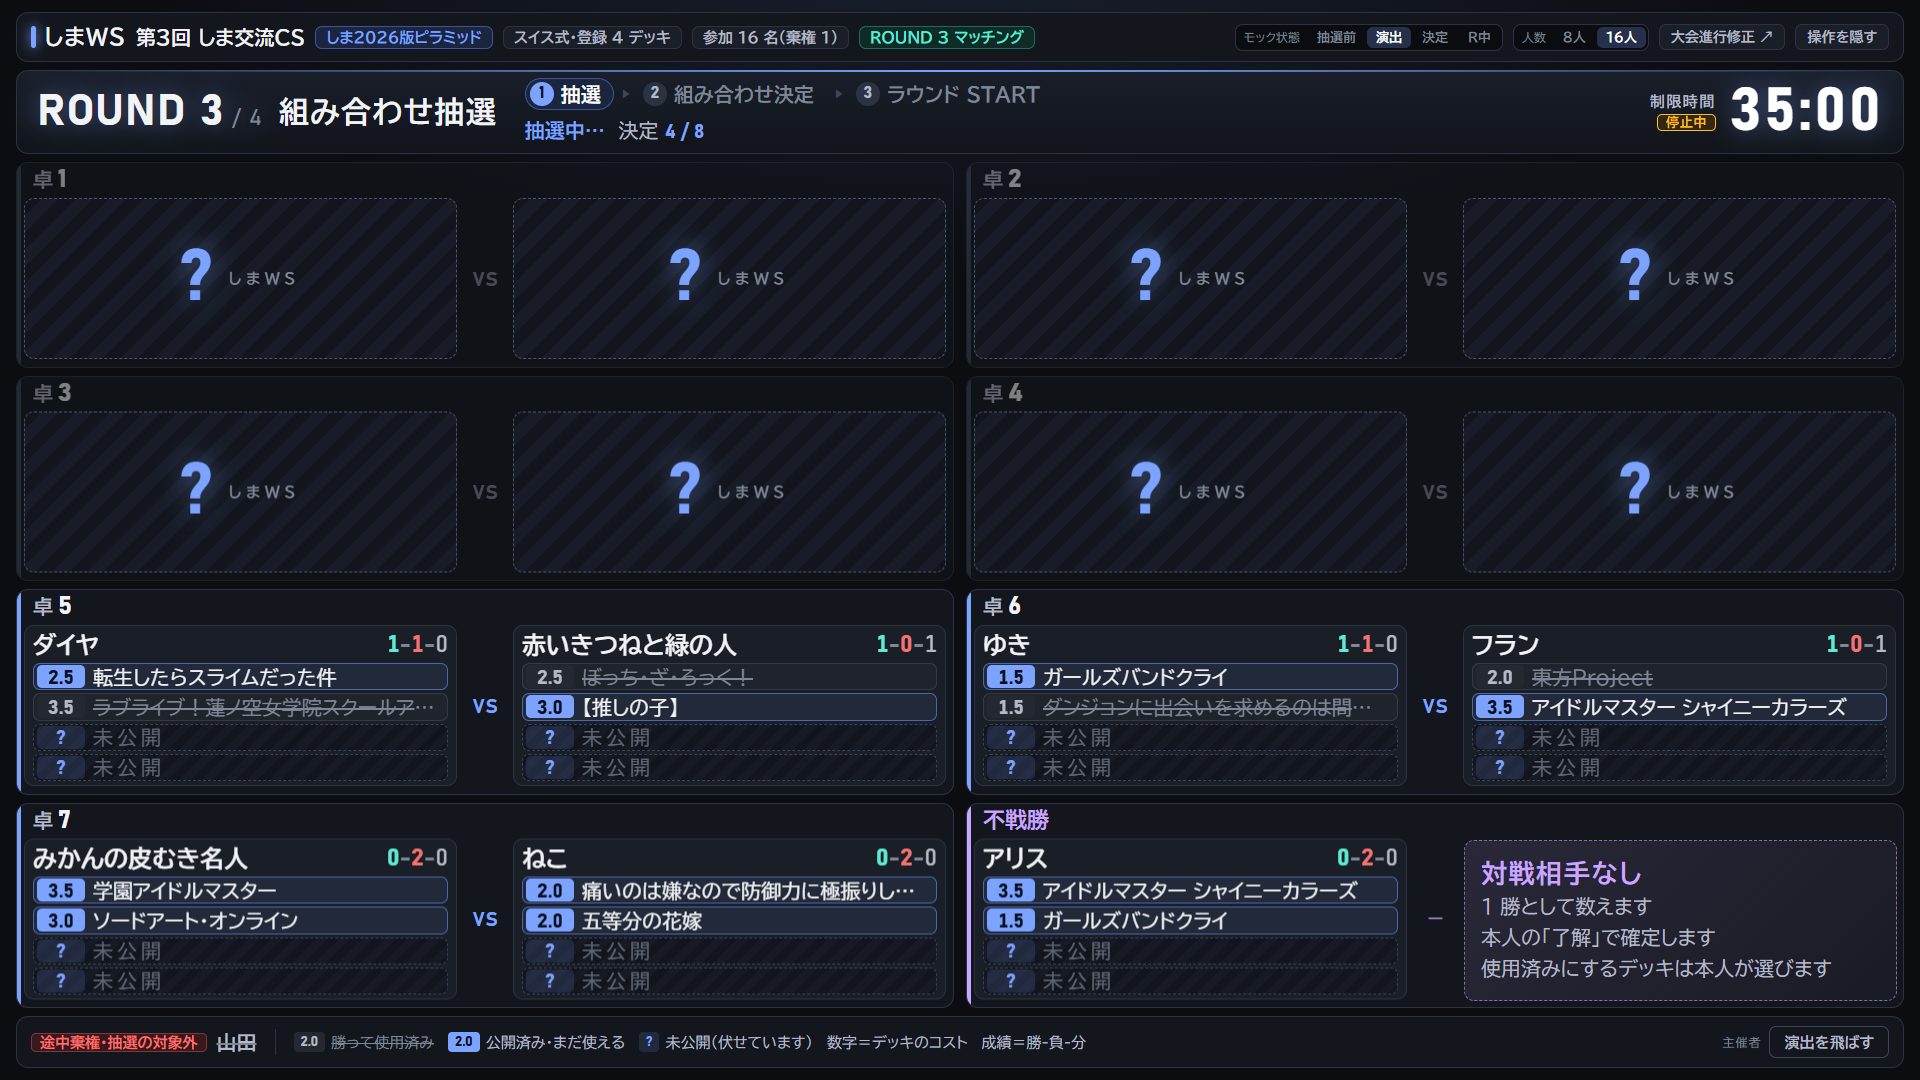 しまWS 第3回 しま交流CS しま2026版ピラミッド スイス式・登録 4 デッキ 参加 16 名(棄権 1) ROUND 3 マッチング モック状態 抽選前 演出 決定 R中 人数 8人 16人 大会進行修正 ↗ 操作を隠す
ROUND 3 / 4 組み合わせ抽選
1 抽選 ▸ 2 組み合わせ決定 ▸ 3 ラウンド START
抽選中… 決定 4 / 8
制限時間
停止中
35:00
卓 1
? しまWS VS ? しまWS
卓 2
? しまWS VS ? しまWS
卓 3
? しまWS VS ? しまWS
卓 4
? しまWS VS ? しまWS
卓 5
ダイヤ 1-1-0
2.5 転生したらスライムだった件
3.5 ラブライブ!蓮ノ空女学院スクールア…
? 未公開
? 未公開
VS
赤いきつねと緑の人 1-0-1
2.5 ぼっち・ざ・ろっく!
3.0 【推しの子】
? 未公開
? 未公開
卓 6
ゆき 1-1-0
1.5 ガールズバンドクライ
1.5 ダンジョンに出会いを求めるのは間…
? 未公開
? 未公開
VS
フラン 1-0-1
2.0 東方Project
3.5 アイドルマスター シャイニーカラーズ
? 未公開
? 未公開
卓 7
みかんの皮むき名人 0-2-0
3.5 学園アイドルマスター
3.0 ソードアート・オンライン
? 未公開
? 未公開
VS
ねこ 0-2-0
2.0 痛いのは嫌なので防御力に極振りし…
2.0 五等分の花嫁
? 未公開
? 未公開
不戦勝
アリス 0-2-0
3.5 アイドルマスター シャイニーカラーズ
1.5 ガールズバンドクライ
? 未公開
? 未公開
—
対戦相手なし
1 勝として数えます
本人の「了解」で確定します
使用済みにするデッキは本人が選びます
途中棄権・抽選の対象外 山田 2.0 勝って使用済み 2.0 公開済み・まだ使える ? 未公開(伏せています) 数字=デッキのコスト 成績=勝-負-分 主催者 演出を飛ばす